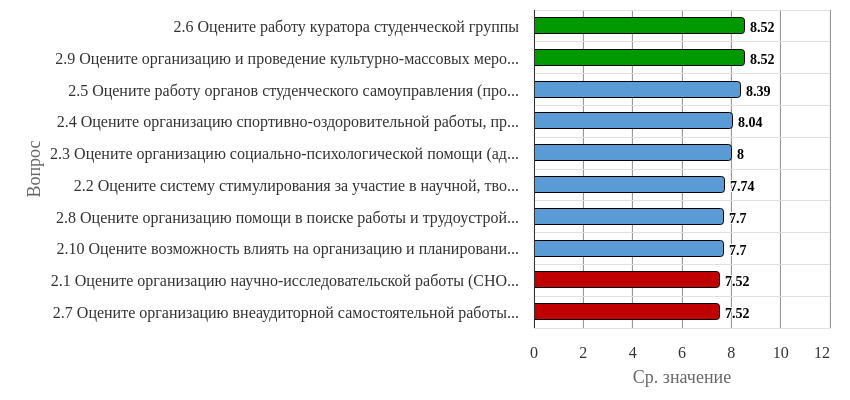 2.6 Оцените работу куратора студенческой группы 8.52
2.9 Оцените организацию и проведение культурно-массовых меро... 8.52
2.5 Оцените работу органов студенческого самоуправления (про... 8.39
2.4 Оцените организацию спортивно-оздоровительной работы, пр... 8.04
2.3 Оцените организацию социально-психологической помощи (ад... 8
2.2 Оцените систему стимулирования за участие в научной, тво... 7.74
2.8 Оцените организацию помощи в поиске работы и трудоустрой... 7.7
2.10 Оцените возможность влиять на организацию и планировани... 7.7
2.1 Оцените организацию научно-исследовательской работы (СНО... 7.52
2.7 Оцените организацию внеаудиторной самостоятельной работы... 7.52
Вопрос
0 2 4 6 8 10 12
Ср. значение